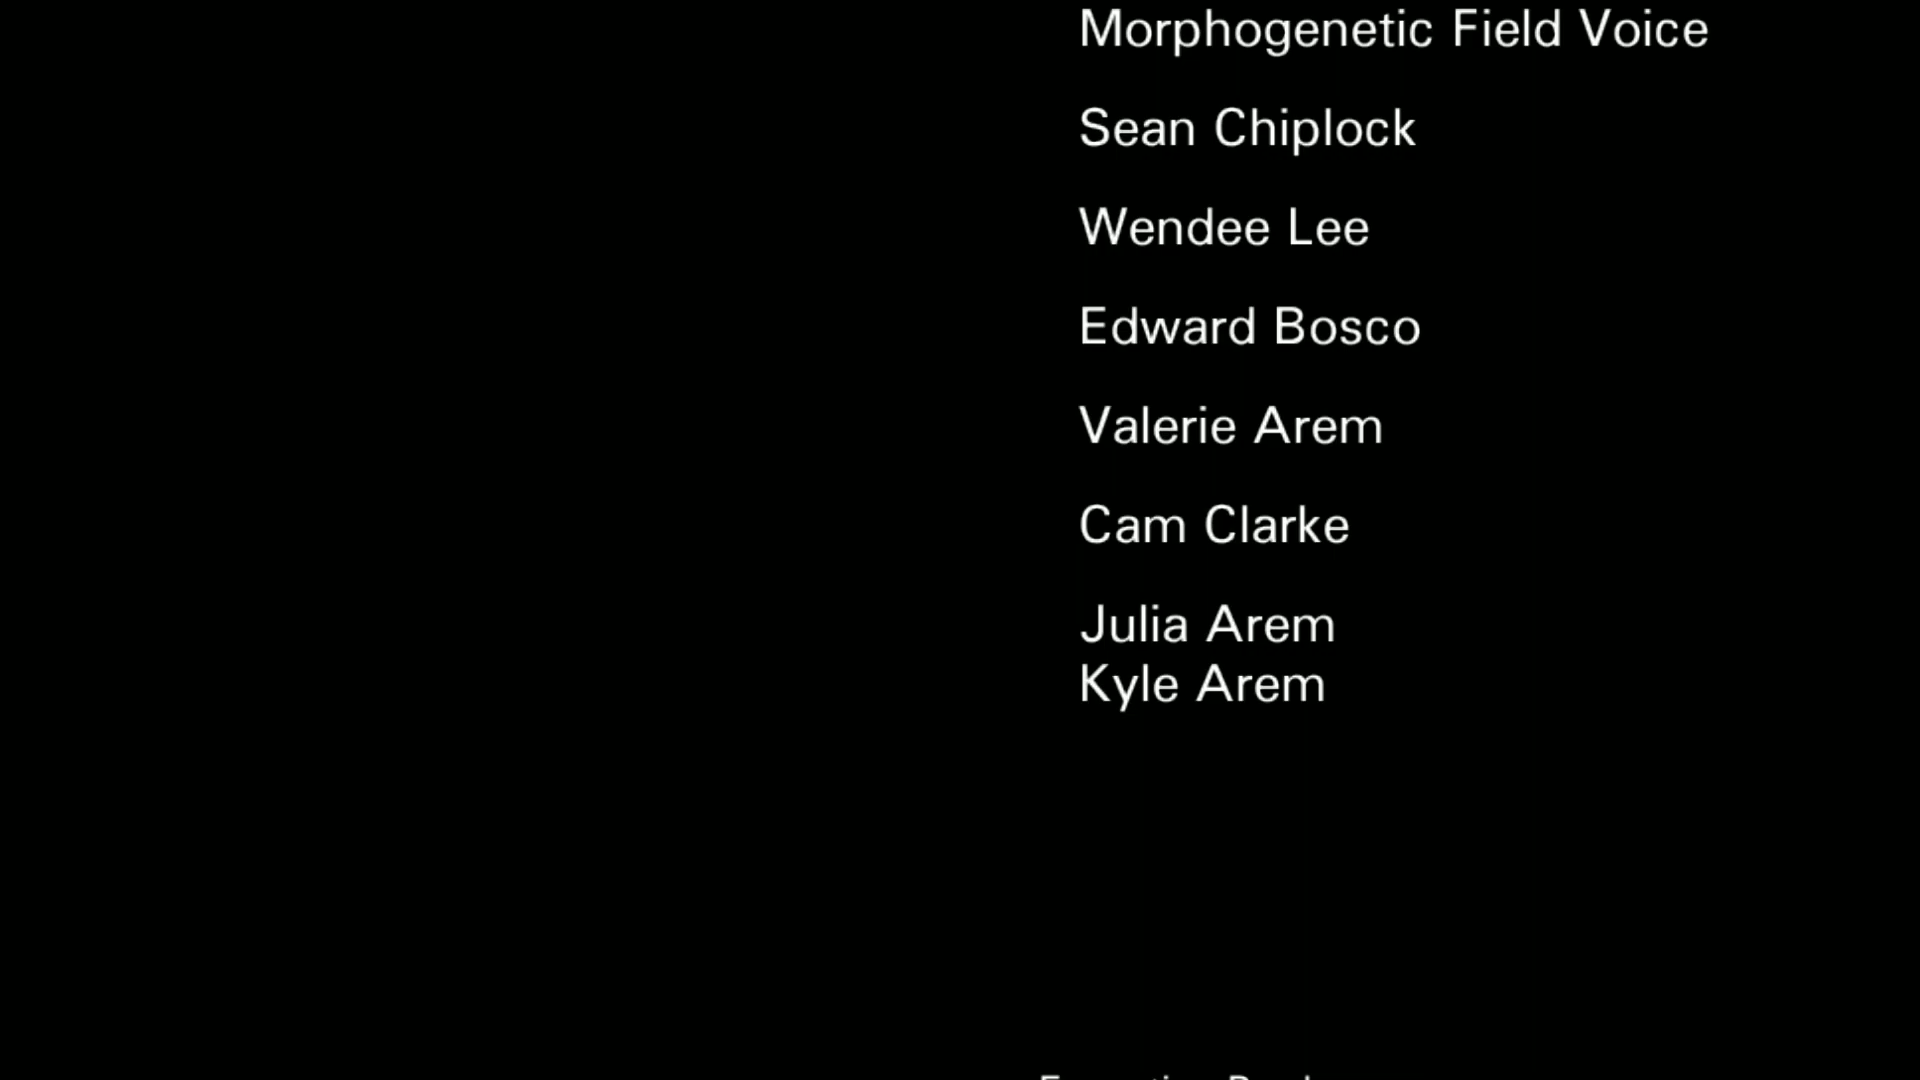 Morphogenetic Field Voice
Sean Chiplock
Wendee Lee
Edward Bosco
Valerie Arem
Cam Clarke
Julia Arem
Kyle Arem